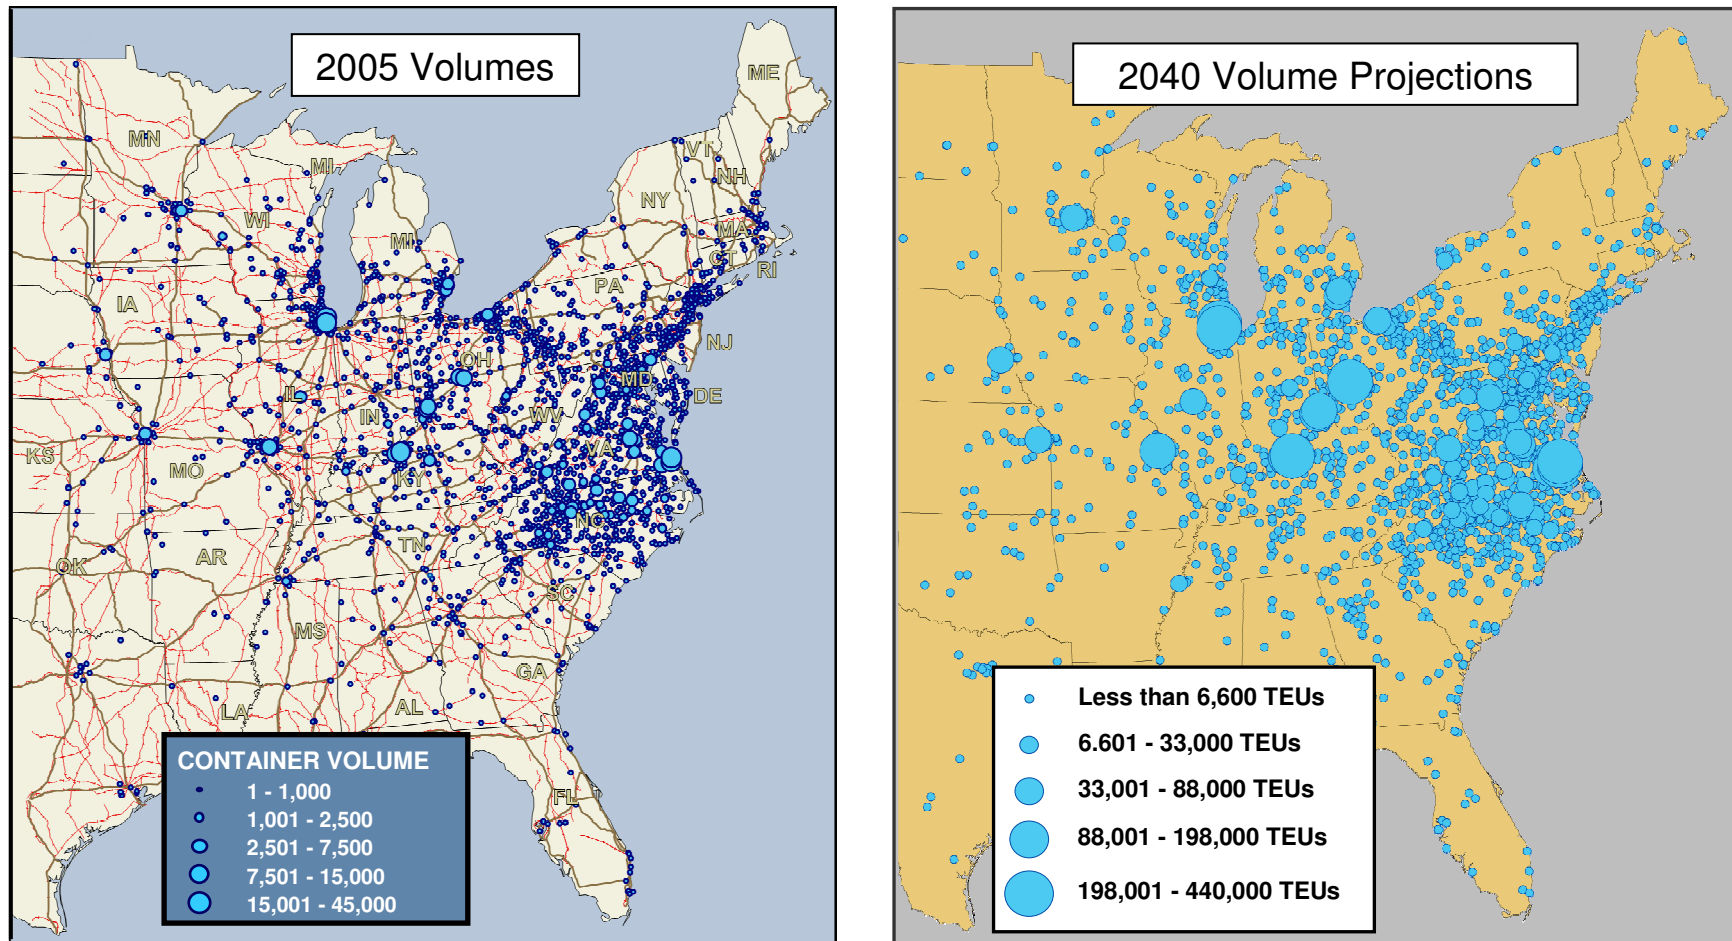 2005 Volumes
ME
MN
VT
MI
NH
NY
WI
MA
MI
CT
RI
PA
IA
NJ
OH
MD
IL
DE
IN
WV
VA
KS
MO
KY
NC
TN
AR
OK
SC
MS
GA
LA
AL
FL
CONTAINER VOLUME
1 - 1,000
1,001 - 2,500
2,501 - 7,500
7,501 - 15,000
15,001 - 45,000
2040 Volume Projections
Less than 6,600 TEUs
6.601 - 33,000 TEUs
33,001 - 88,000 TEUs
88,001 - 198,000 TEUs
198,001 - 440,000 TEUs